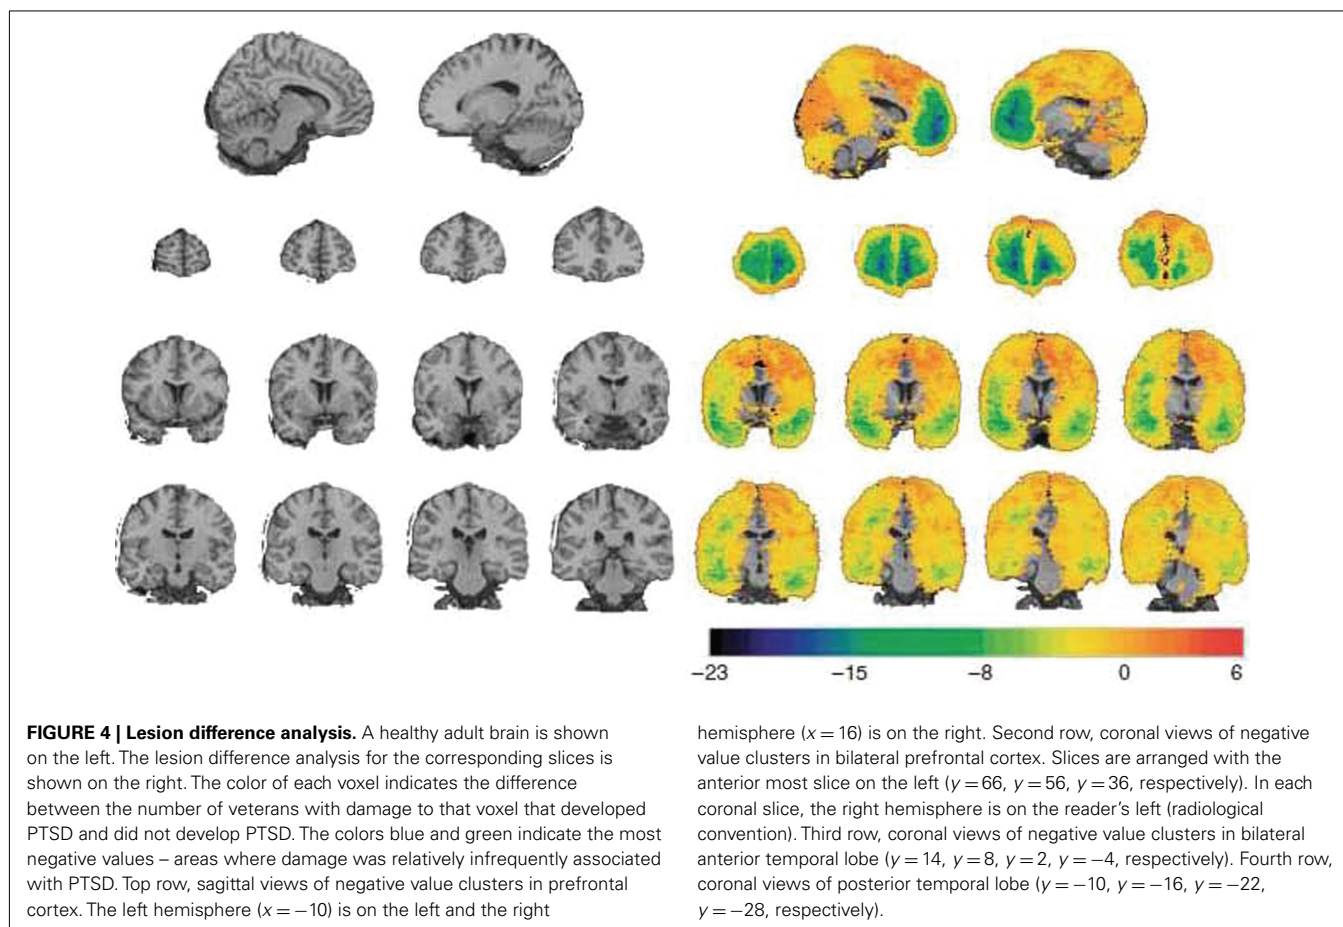 −23 −15 −8 0 6
FIGURE 4 | Lesion difference analysis. A healthy adult brain is shown
on the left. The lesion difference analysis for the corresponding slices is
shown on the right. The color of each voxel indicates the difference
between the number of veterans with damage to that voxel that developed
PTSD and did not develop PTSD. The colors blue and green indicate the most
negative values – areas where damage was relatively infrequently associated
with PTSD. Top row, sagittal views of negative value clusters in prefrontal
cortex. The left hemisphere (x = −10) is on the left and the right
hemisphere (x = 16) is on the right. Second row, coronal views of negative
value clusters in bilateral prefrontal cortex. Slices are arranged with the
anterior most slice on the left (y = 66, y = 56, y = 36, respectively). In each
coronal slice, the right hemisphere is on the reader's left (radiological
convention). Third row, coronal views of negative value clusters in bilateral
anterior temporal lobe (y = 14, y = 8, y = 2, y = −4, respectively). Fourth row,
coronal views of posterior temporal lobe (y = −10, y = −16, y = −22,
y = −28, respectively).